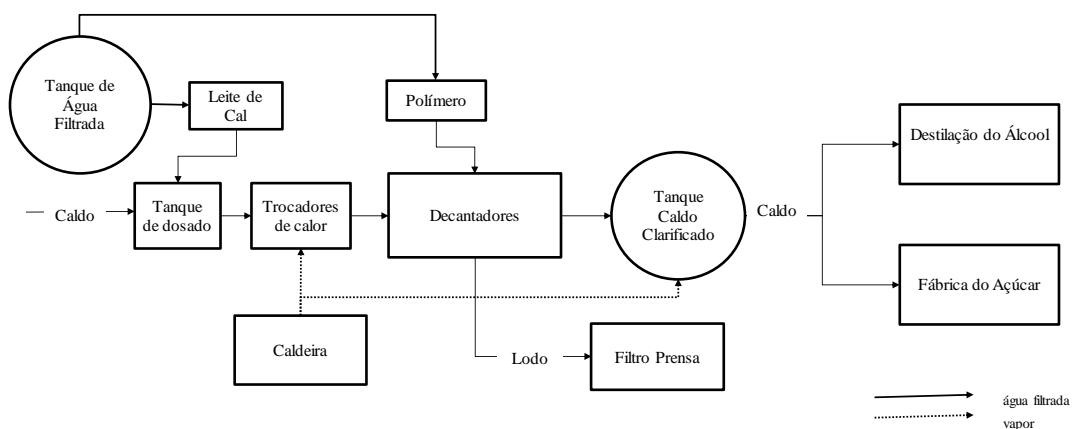 Tanque de
Água
Filtrada
Leite de
Cal
Polímero
Destilação do Álcool
Caldo
Tanque
de dosado
Trocadores
de calor
Decantadores
Tanque
Caldo
Clarificado
Caldo
Fábrica do Açúcar
Caldeira
Lodo
Filtro Prensa
água filtrada
vapor